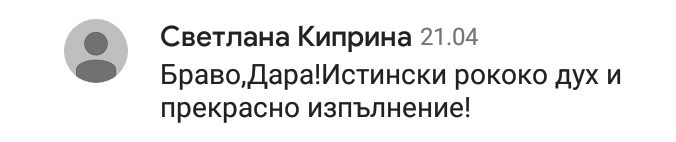 Светлана Киприна 21.04
Браво,Дара!Истински рококо дух и
прекрасно изпълнение!